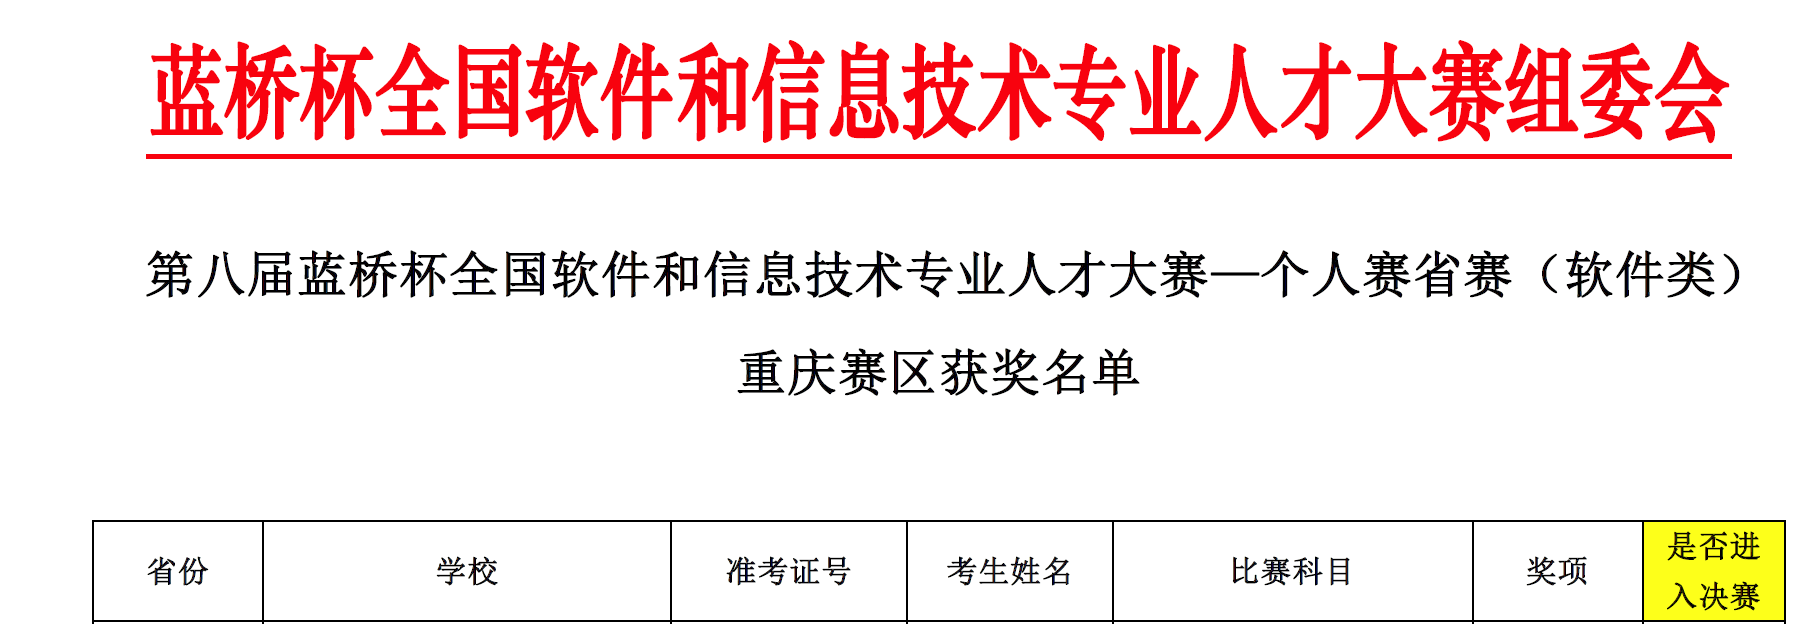 蓝桥杯全国软件和信息技术专业人才大赛组委会
第八届蓝桥杯全国软件和信息技术专业人才大赛—个人赛省赛（软件类）
重庆赛区获奖名单
省份 学校 准考证号 考生姓名 比赛科目 奖项 是否进
入决赛